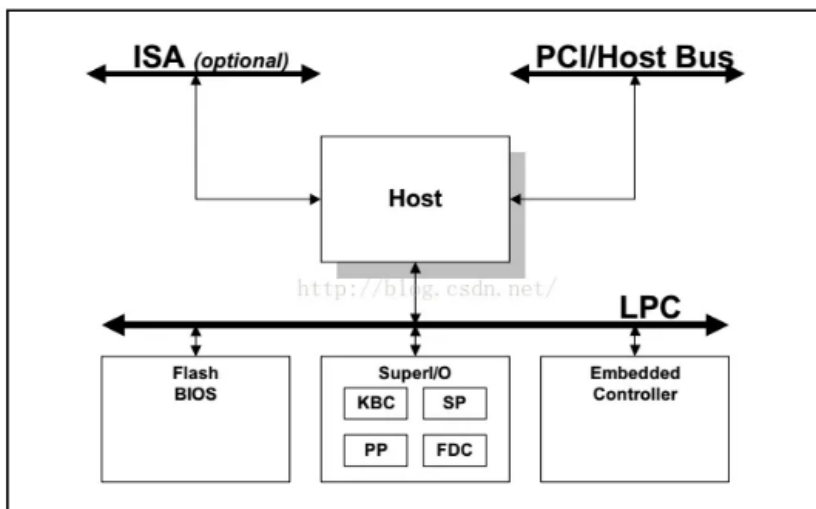 ISA (optional)
PCI/Host Bus
Host
http://blog.csdn.net/
LPC
Flash
BIOS
SuperI/O
KBC
SP
PP
FDC
Embedded
Controller